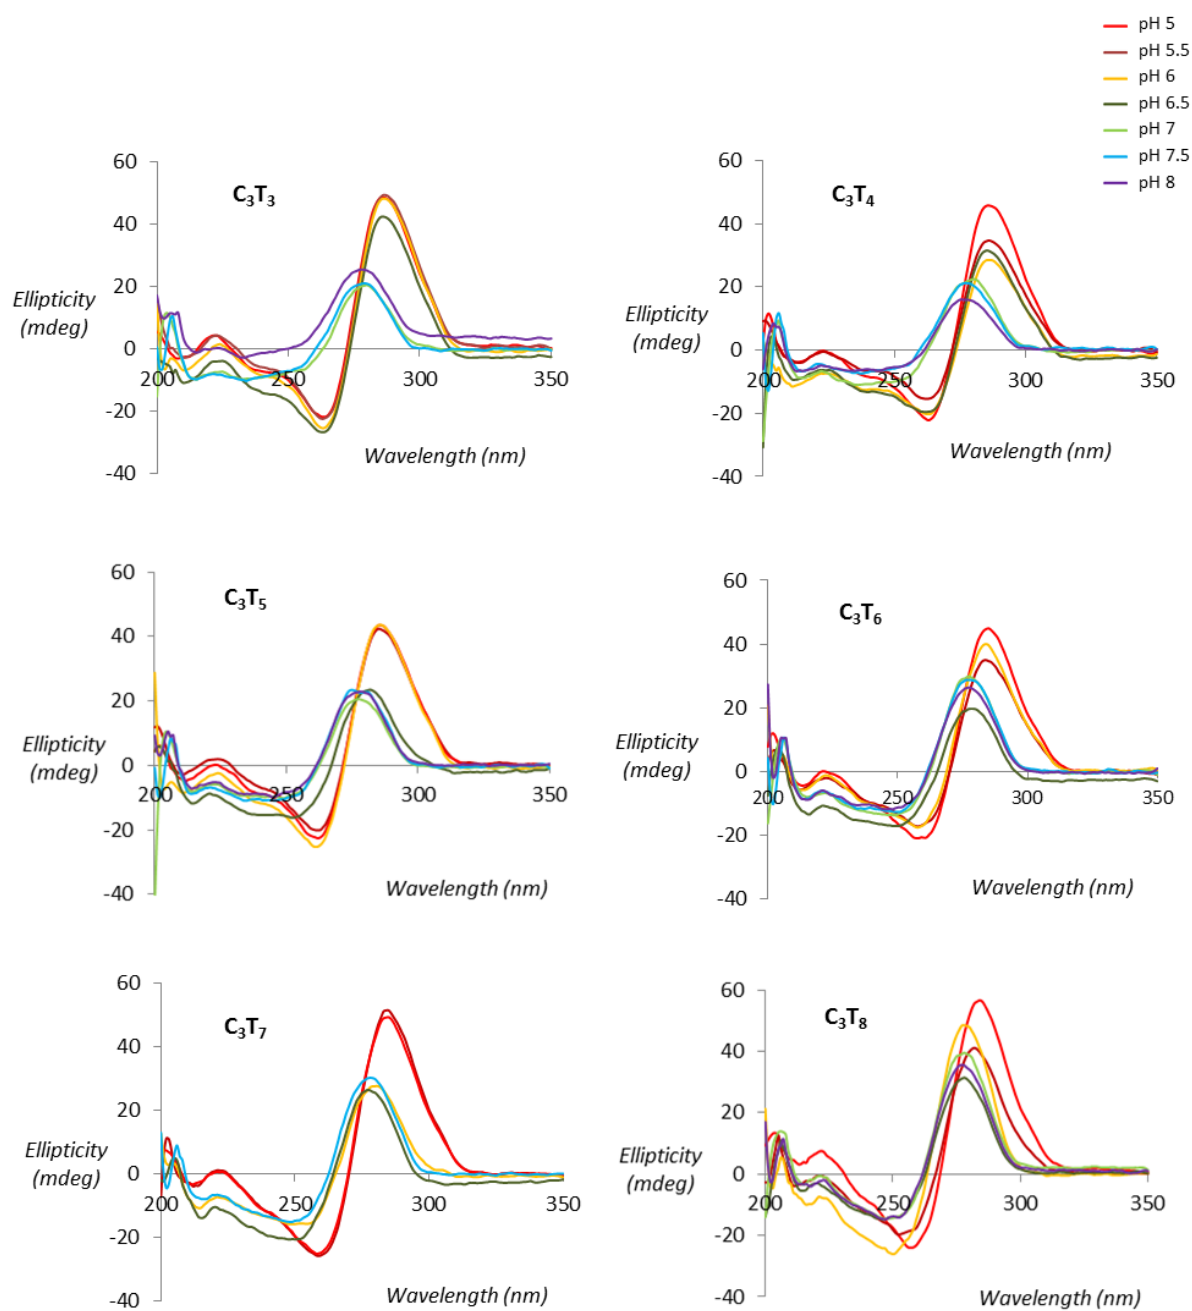 pH 5
pH 5.5
pH 6
pH 6.5
pH 7
pH 7.5
pH 8
C₃T₃
60
40
20
0
-20
-40
200
250
300
350
Ellipticity
(mdeg)
Wavelength (nm)
C₃T₄
60
40
20
0
-20
-40
200
250
300
350
Ellipticity
(mdeg)
Wavelength (nm)
C₃T₅
60
40
20
0
-20
-40
200
250
300
350
Ellipticity
(mdeg)
Wavelength (nm)
C₃T₆
60
40
20
0
-20
-40
200
250
300
350
Ellipticity
(mdeg)
Wavelength (nm)
C₃T₇
60
40
20
0
-20
-40
200
250
300
350
Ellipticity
(mdeg)
Wavelength (nm)
C₃T₈
60
40
20
0
-20
-40
200
250
300
350
Ellipticity
(mdeg)
Wavelength (nm)